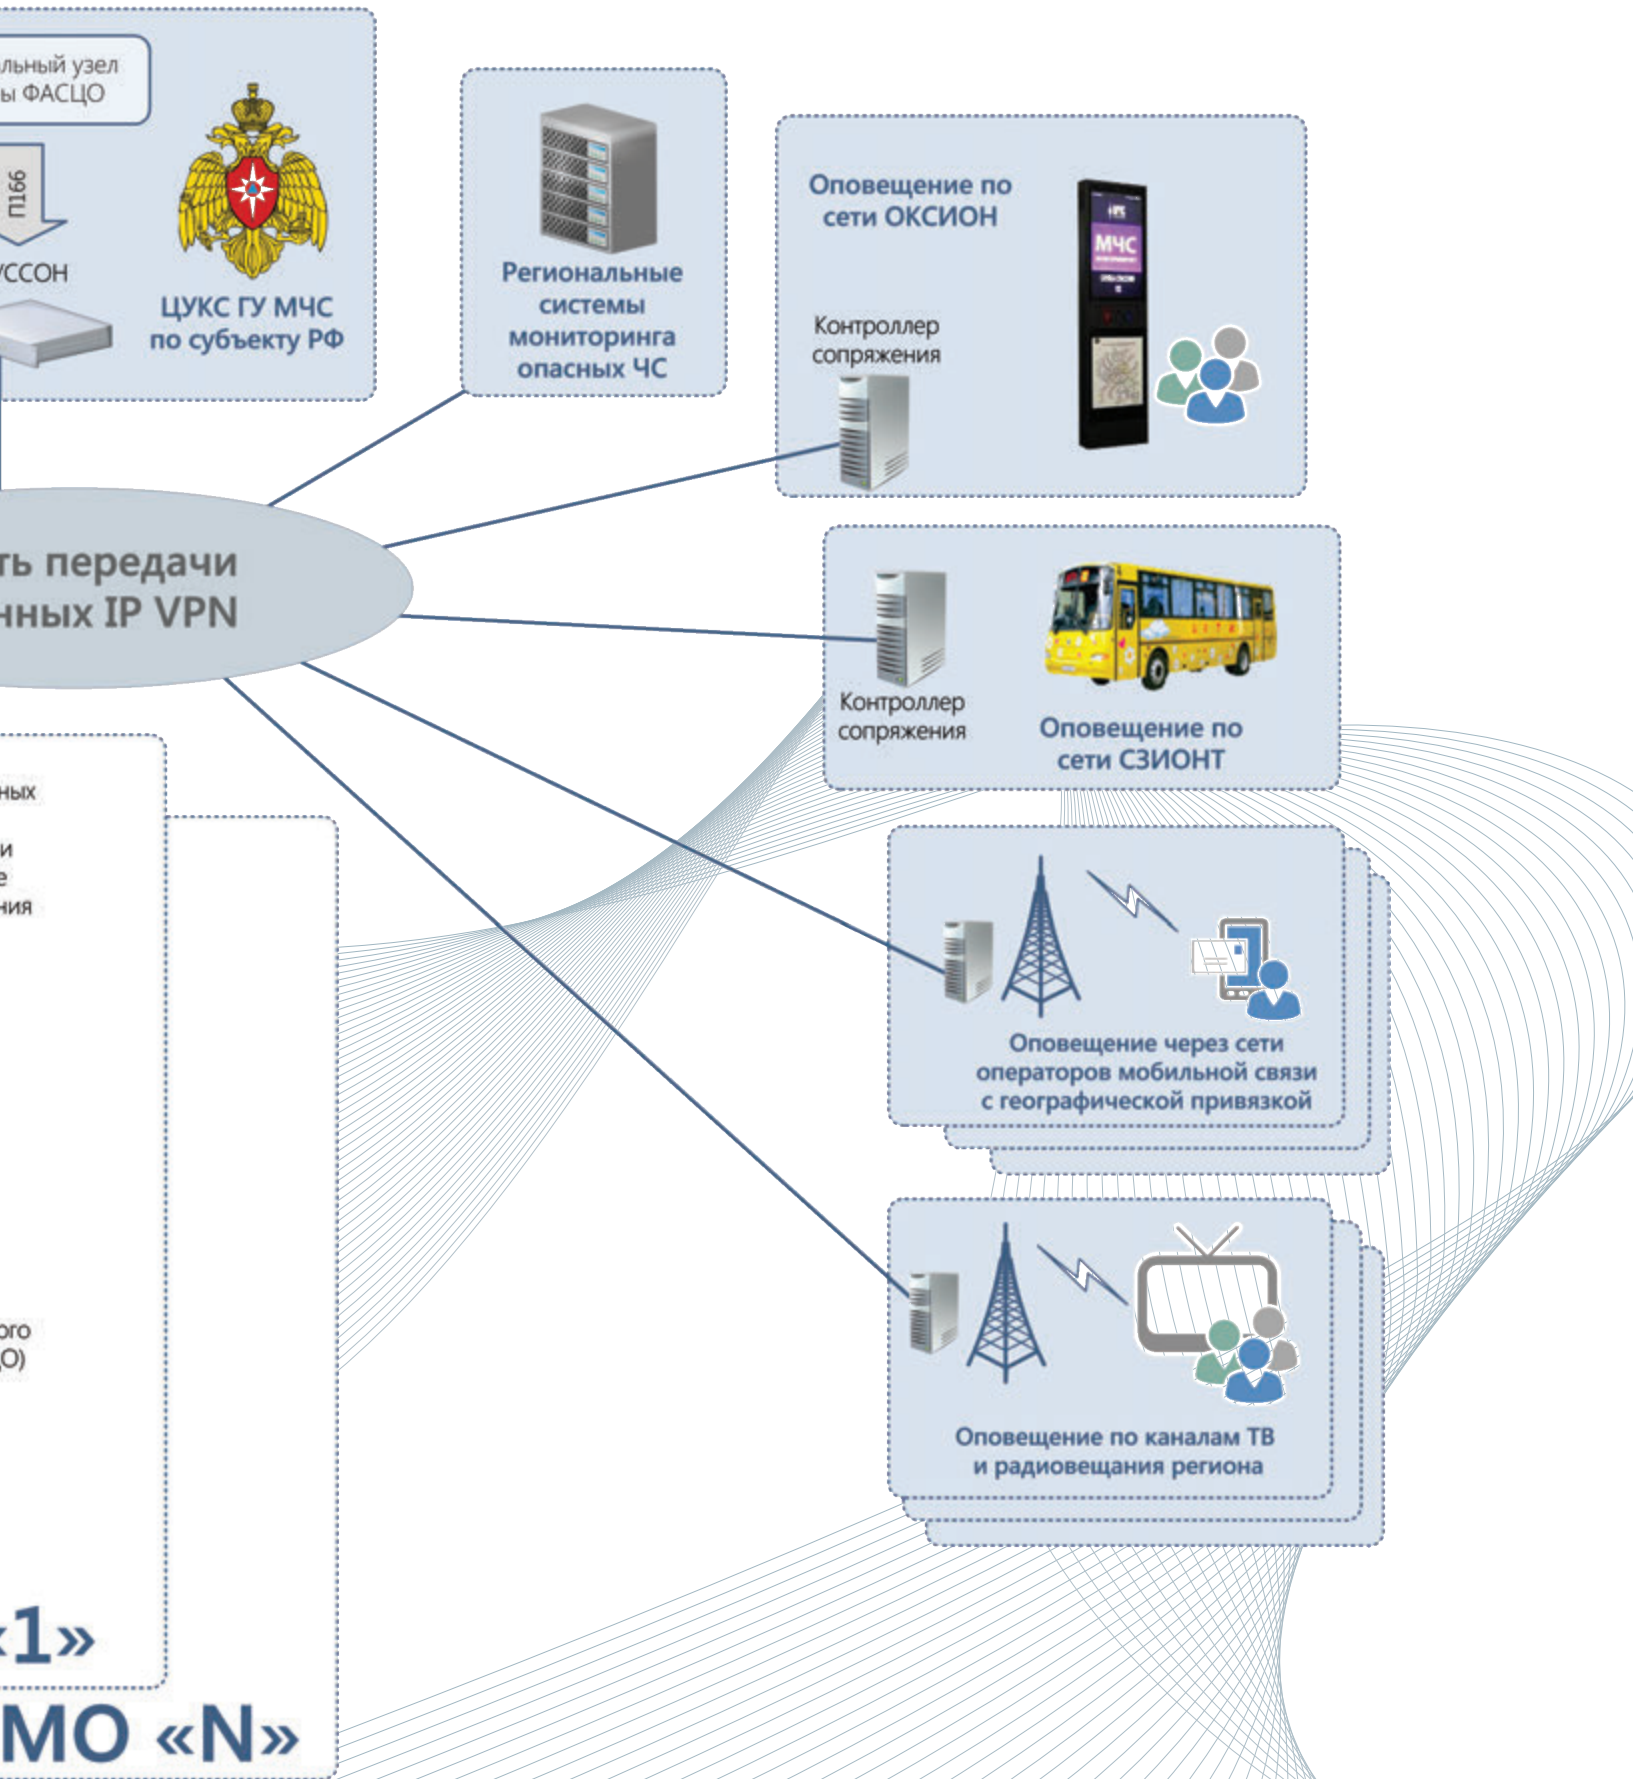 льный узел
ы ФАСЦО
П166
УССОН
ЦУКС ГУ МЧС
по субъекту РФ
Региональные
системы
мониторинга
опасных ЧС
Оповещение по
сети ОКСИОН
МЧС
Контроллер
сопряжения
ть передачи
нных IP VPN
Контроллер
сопряжения
Оповещение по
сети СЗИОНТ
ных
и
е
ния
Оповещение через сети
операторов мобильной связи
с географической привязкой
ого
О)
Оповещение по каналам ТВ
и радиовещания региона
«1»
МО «N»